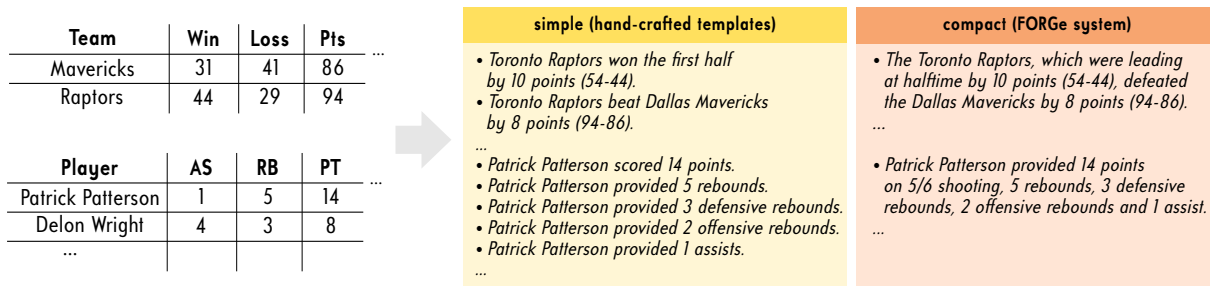 Team Win Loss Pts ...
Mavericks 31 41 86
Raptors 44 29 94
Player AS RB PT ...
Patrick Patterson 1 5 14
Delon Wright 4 3 8
...
simple (hand-crafted templates)
• Toronto Raptors won the first half
by 10 points (54-44).
• Toronto Raptors beat Dallas Mavericks
by 8 points (94-86).
...
• Patrick Patterson scored 14 points.
• Patrick Patterson provided 5 rebounds.
• Patrick Patterson provided 3 defensive rebounds.
• Patrick Patterson provided 2 offensive rebounds.
• Patrick Patterson provided 1 assists.
...
compact (FORGe system)
• The Toronto Raptors, which were leading
at halftime by 10 points (54-44), defeated
the Dallas Mavericks by 8 points (94-86).
...
• Patrick Patterson provided 14 points
on 5/6 shooting, 5 rebounds, 3 defensive
rebounds, 2 offensive rebounds and 1 assist.
...